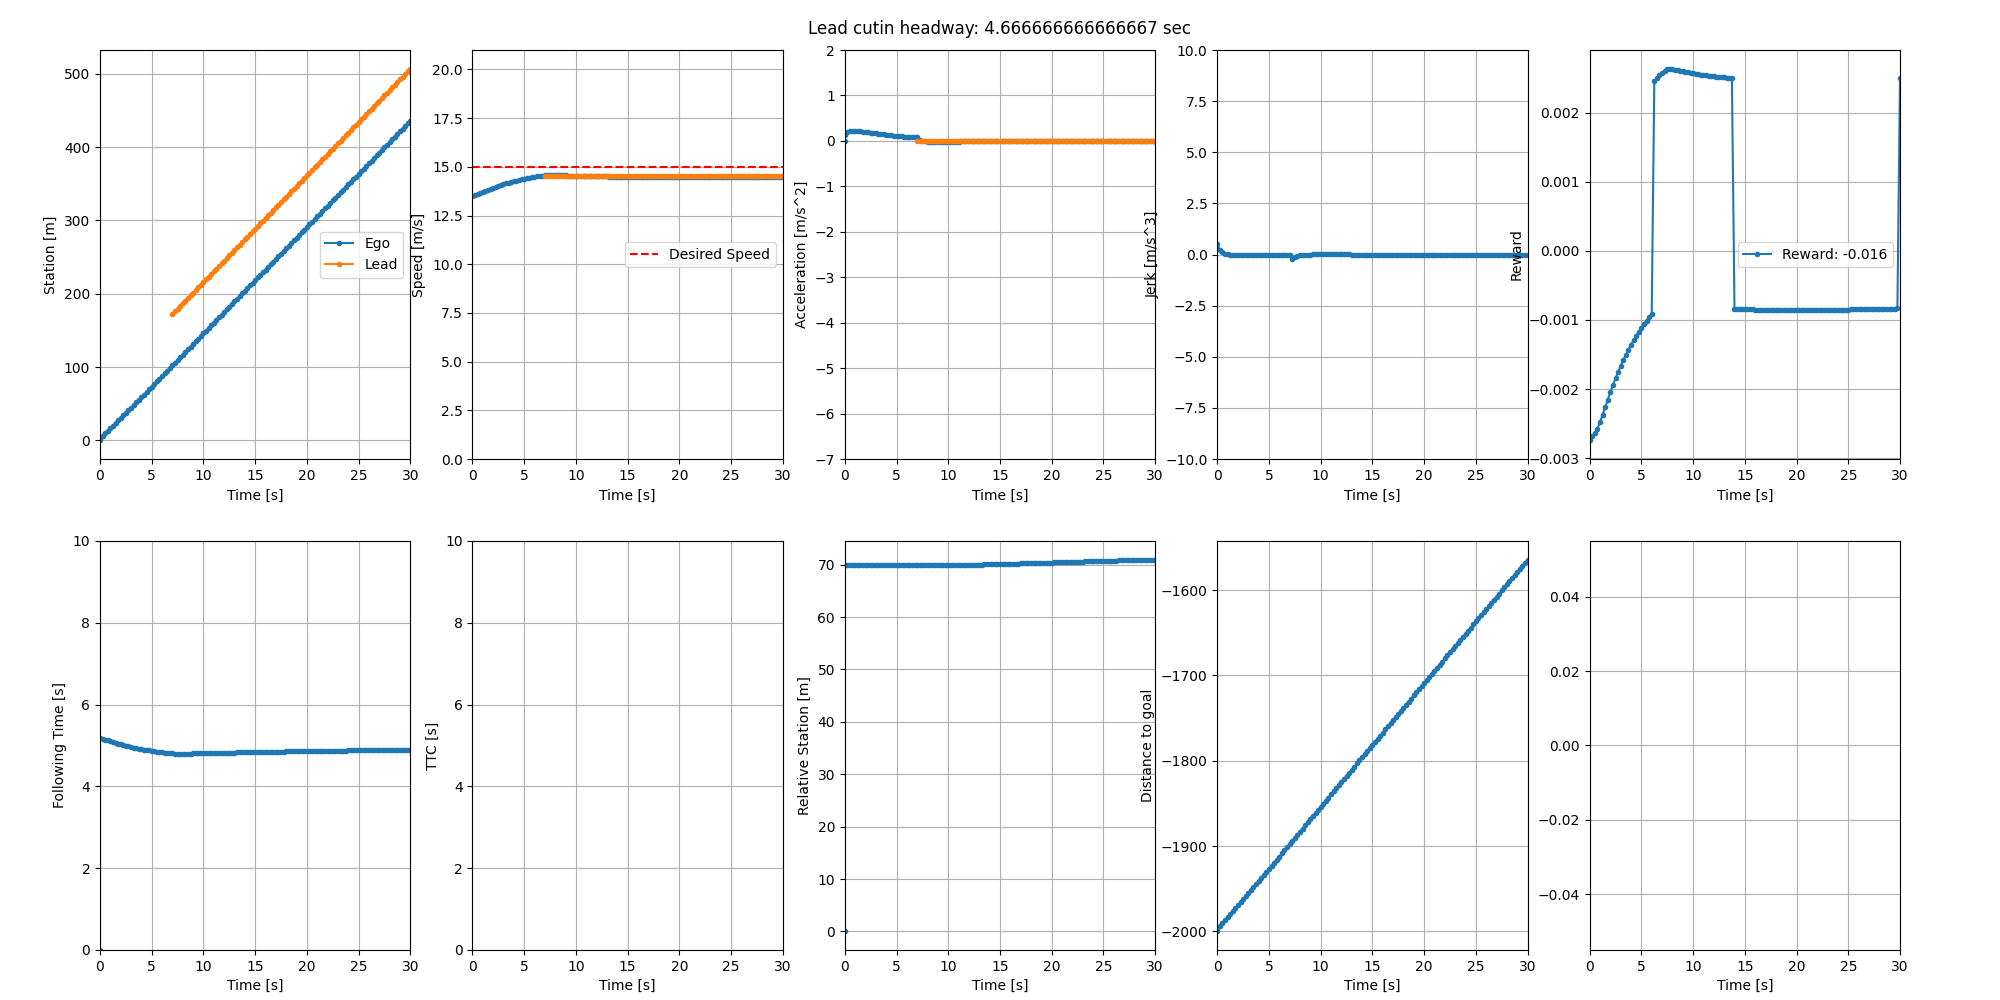 Lead cutin headway: 4.666666666666667 sec
Station [m]
500
400
300
200
100
0
Ego
Lead
0 5 10 15 20 25 30
Time [s]
Speed [m/s]
20.0
17.5
15.0
12.5
10.0
7.5
5.0
2.5
0.0
Desired Speed
0 5 10 15 20 25 30
Time [s]
Acceleration [m/s^2]
2
1
0
−1
−2
−3
−4
−5
−6
−7
0 5 10 15 20 25 30
Time [s]
Jerk [m/s^3]
10.0
7.5
5.0
2.5
0.0
−2.5
−5.0
−7.5
−10.0
0 5 10 15 20 25 30
Time [s]
Reward
0.002
0.001
0.000
−0.001
−0.002
−0.003
Reward: -0.016
0 5 10 15 20 25 30
Time [s]
Following Time [s]
10
8
6
4
2
0
0 5 10 15 20 25 30
Time [s]
TTC [s]
10
8
6
4
2
0
0 5 10 15 20 25 30
Time [s]
Relative Station [m]
70
60
50
40
30
20
10
0
0 5 10 15 20 25 30
Time [s]
Distance to goal
−1600
−1700
−1800
−1900
−2000
0 5 10 15 20 25 30
Time [s]
0.04
0.02
0.00
−0.02
−0.04
0 5 10 15 20 25 30
Time [s]